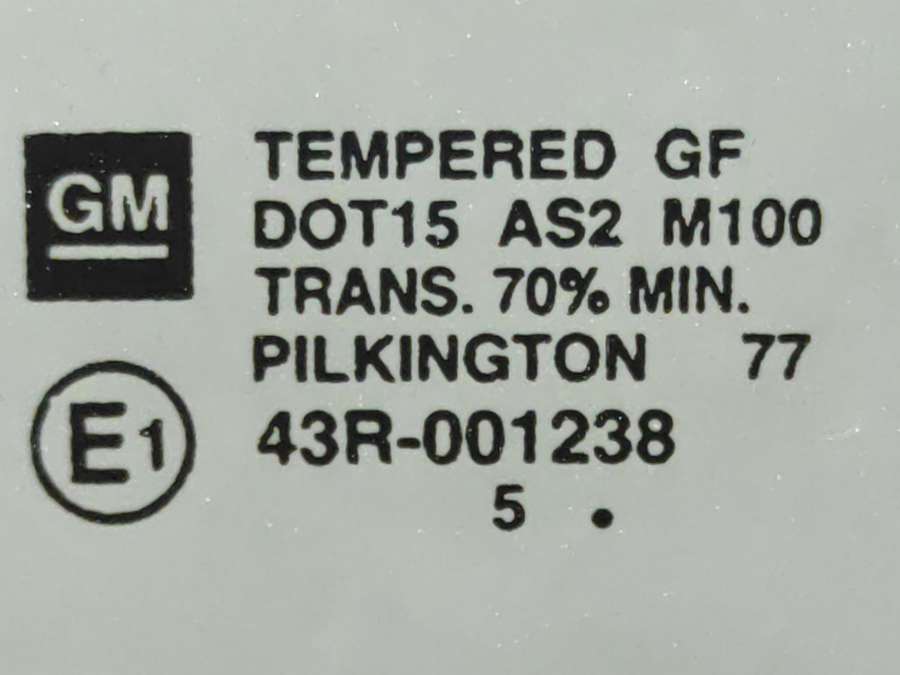 GM
TEMPERED GF
DOT15 AS2 M100
TRANS. 70% MIN.
PILKINGTON 77
E1
43R-001238
5 .